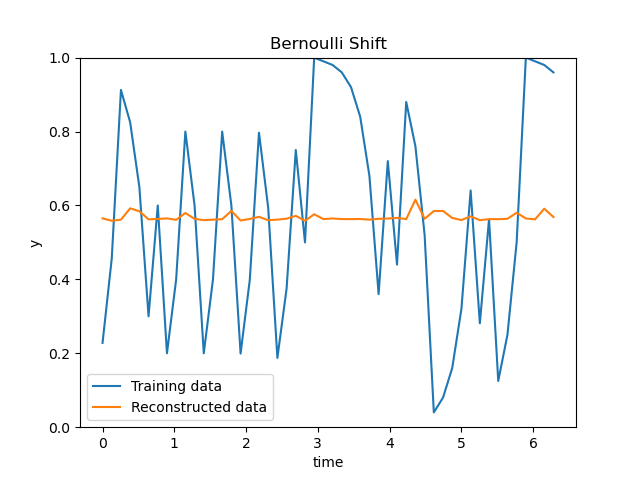 Bernoulli Shift
1.0
0.8
0.6
0.4
0.2
0.0
y
Training data
Reconstructed data
0 1 2 3 4 5 6
time